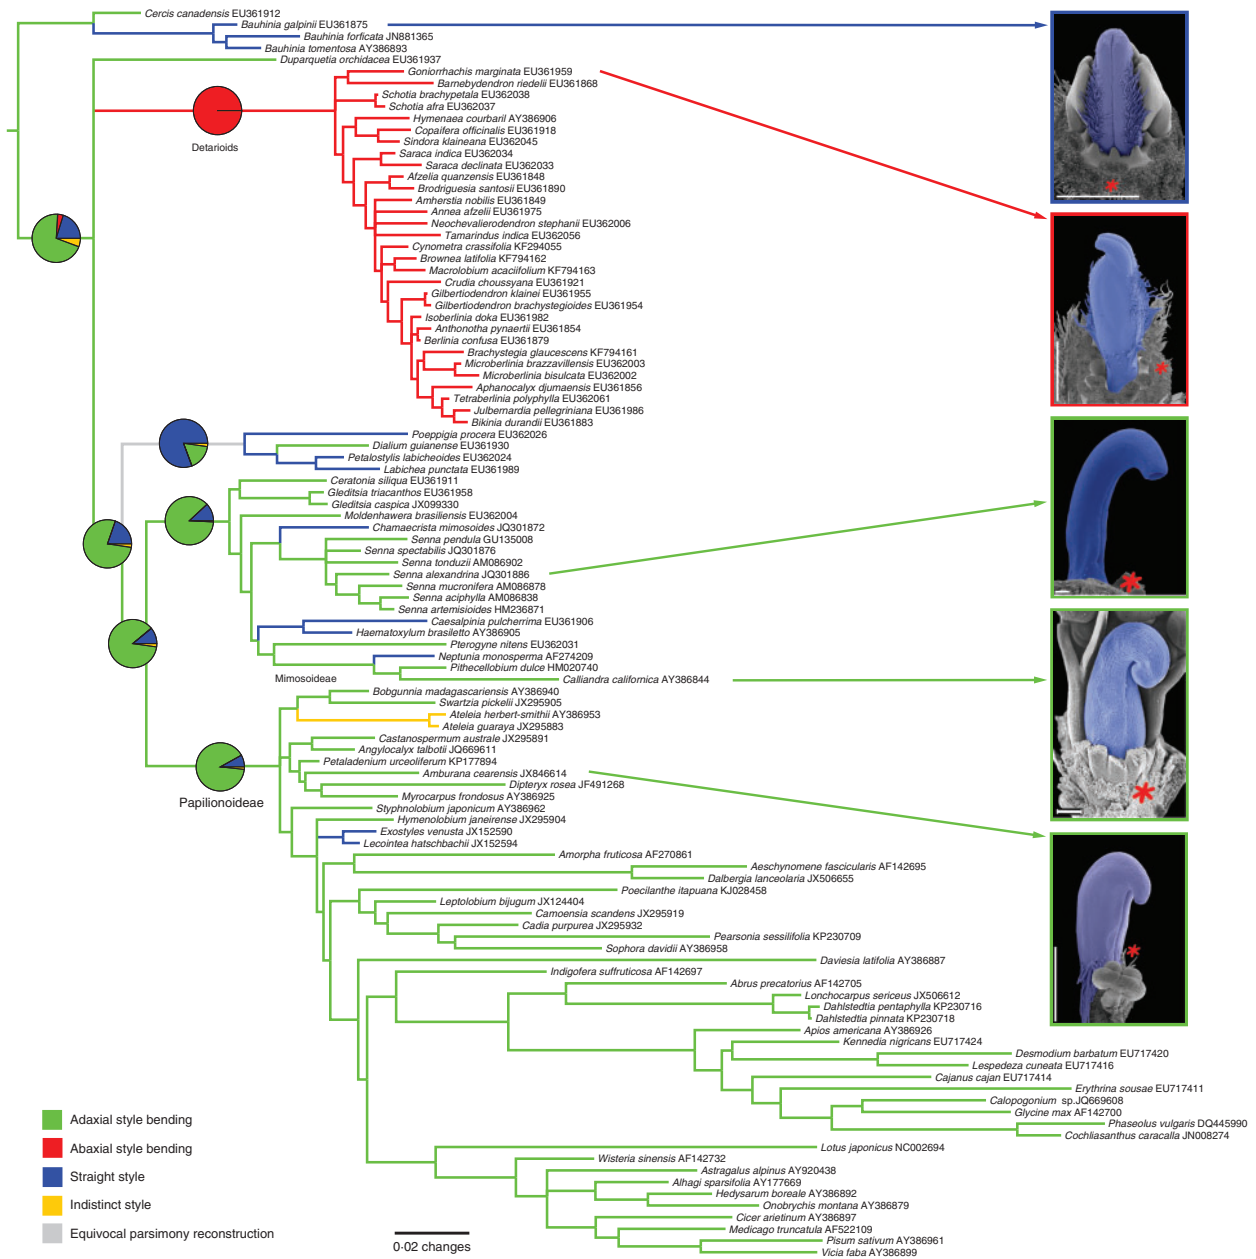 Cercis canadensis EU361912
Bauhinia galpinii EU361875
Bauhinia forficata JN881365
Bauhinia tomentosa AY386893
Duparquetia orchidacea EU361937
Goniorrhachis marginata EU361959
Barnebydendron riedelii EU361868
Schotia brachypetala EU362038
Schotia afra EU362037
Hymenaea courbaril AY386906
Copaifera officinalis EU361918
Sindora klaineana EU362045
Detarioids
Saraca indica EU362034
Saraca declinata EU362033
Afzelia quanzensis EU361848
Brodriguesia santosii EU361890
Amherstia nobilis EU361849
Annea afzelii EU361975
Neochevalierodendron stephanii EU362006
Tamarindus indica EU362056
Cynometra crassifolia KF294055
Brownea latifolia KF794162
Macrolobium acaciifolium KF794163
Crudia choussyana EU361921
Gilbertiodendron klainei EU361955
Gilbertiodendron brachystegioides EU361954
Isoberlinia doka EU361982
Anthonotha pynaertii EU361854
Berlinia confusa EU361879
Brachystegia glaucescens KF794161
Microberlinia brazzavillensis EU362003
Microberlinia bisulcata EU362002
Aphanocalyx djumaensis EU361856
Tetraberlinia polyphylla EU362061
Julbernardia pellegriniana EU361986
Bikinia durandii EU361883
Poeppigia procera EU362026
Dialium guianense EU361930
Petalostylis labicheoides EU362024
Labichea punctata EU361989
Ceratonia siliqua EU361911
Gleditsia triacanthos EU361958
Gleditsia caspica JX099330
Moldenhawera brasiliensis EU362004
Chamaecrista mimosoides JQ301872
Senna pendula GU135008
Senna spectabilis JQ301876
Senna tonduzii AM086902
Senna alexandrina JQ301886
Senna mucronifera AM086878
Senna aciphylla AM086838
Senna artemisioides HM236871
Caesalpinia pulcherrima EU361906
Haematoxylum brasiletto AY386905
Pterogyne nitens EU362031
Neptunia monosperma AF274209
Pithecellobium dulce HM020740
Mimosoideae
Calliandra californica AY386844
Bobgunnia madagascariensis AY386940
Swartzia pickelii JX295905
Ateleia herbert-smithii AY386953
Ateleia guaraya JX295883
Castanospermum australe JX295891
Angylocalyx talbotii JQ669611
Petaladenium urceoliferum KP177894
Amburana cearensis JX846614
Dipteryx rosea JF491268
Myrocarpus frondosus AY386925
Papilionoideae
Styphnolobium japonicum AY386962
Hymenolobium janeirense JX295904
Exostyles venusta JX152590
Lecointea hatschbachii JX152594
Amorpha fruticosa AF270861
Aeschynomene fascicularis AF142695
Dalbergia lanceolaria JX506655
Poecilanthe itapuana KJ028458
Leptolobium bijugum JX124404
Camoensia scandens JX295919
Cadia purpurea JX295932
Pearsonia sessilifolia KP230709
Sophora davidii AY386958
Daviesia latifolia AY386887
Indigofera suffruticosa AF142697
Abrus precatorius AF142705
Lonchocarpus sericeus JX506612
Dahlstedtia pentaphylla KP230716
Dahlstedtia pinnata KP230718
Apios americana AY386926
Kennedia nigricans EU717424
Desmodium barbatum EU717420
Lespedeza cuneata EU717416
Cajanus cajan EU717414
Erythrina sousae EU717411
Calopogonium sp.JQ669608
Glycine max AF142700
Phaseolus vulgaris DQ445990
Cochliasanthus caracalla JN008274
Lotus japonicus NC002694
Wisteria sinensis AF142732
Astragalus alpinus AY920438
Alhagi sparsifolia AY177669
Hedysarum boreale AY386892
Onobrychis montana AY386879
Cicer arietinum AY386897
Medicago truncatula AF522109
Pisum sativum AY386961
Vicia faba AY386899
Adaxial style bending
Abaxial style bending
Straight style
Indistinct style
Equivocal parsimony reconstruction
0·02 changes